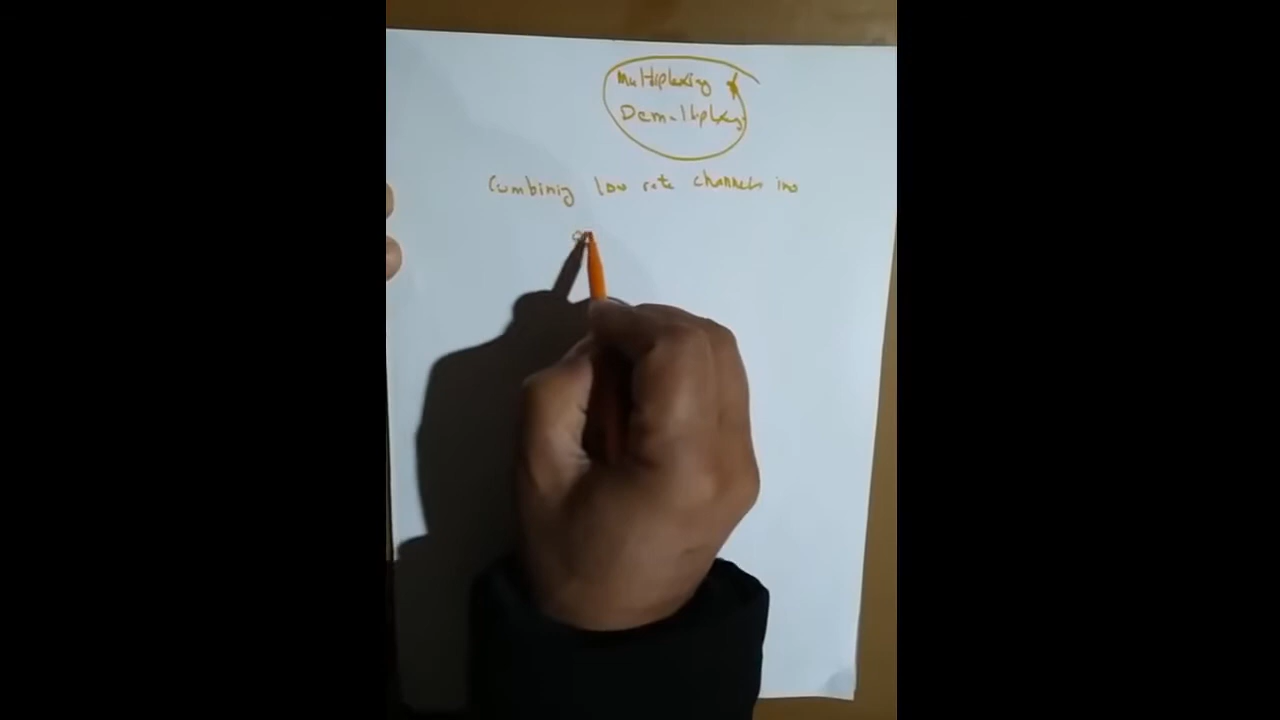 Multiplexing &
Demultiplexing
Combining low rate channels into